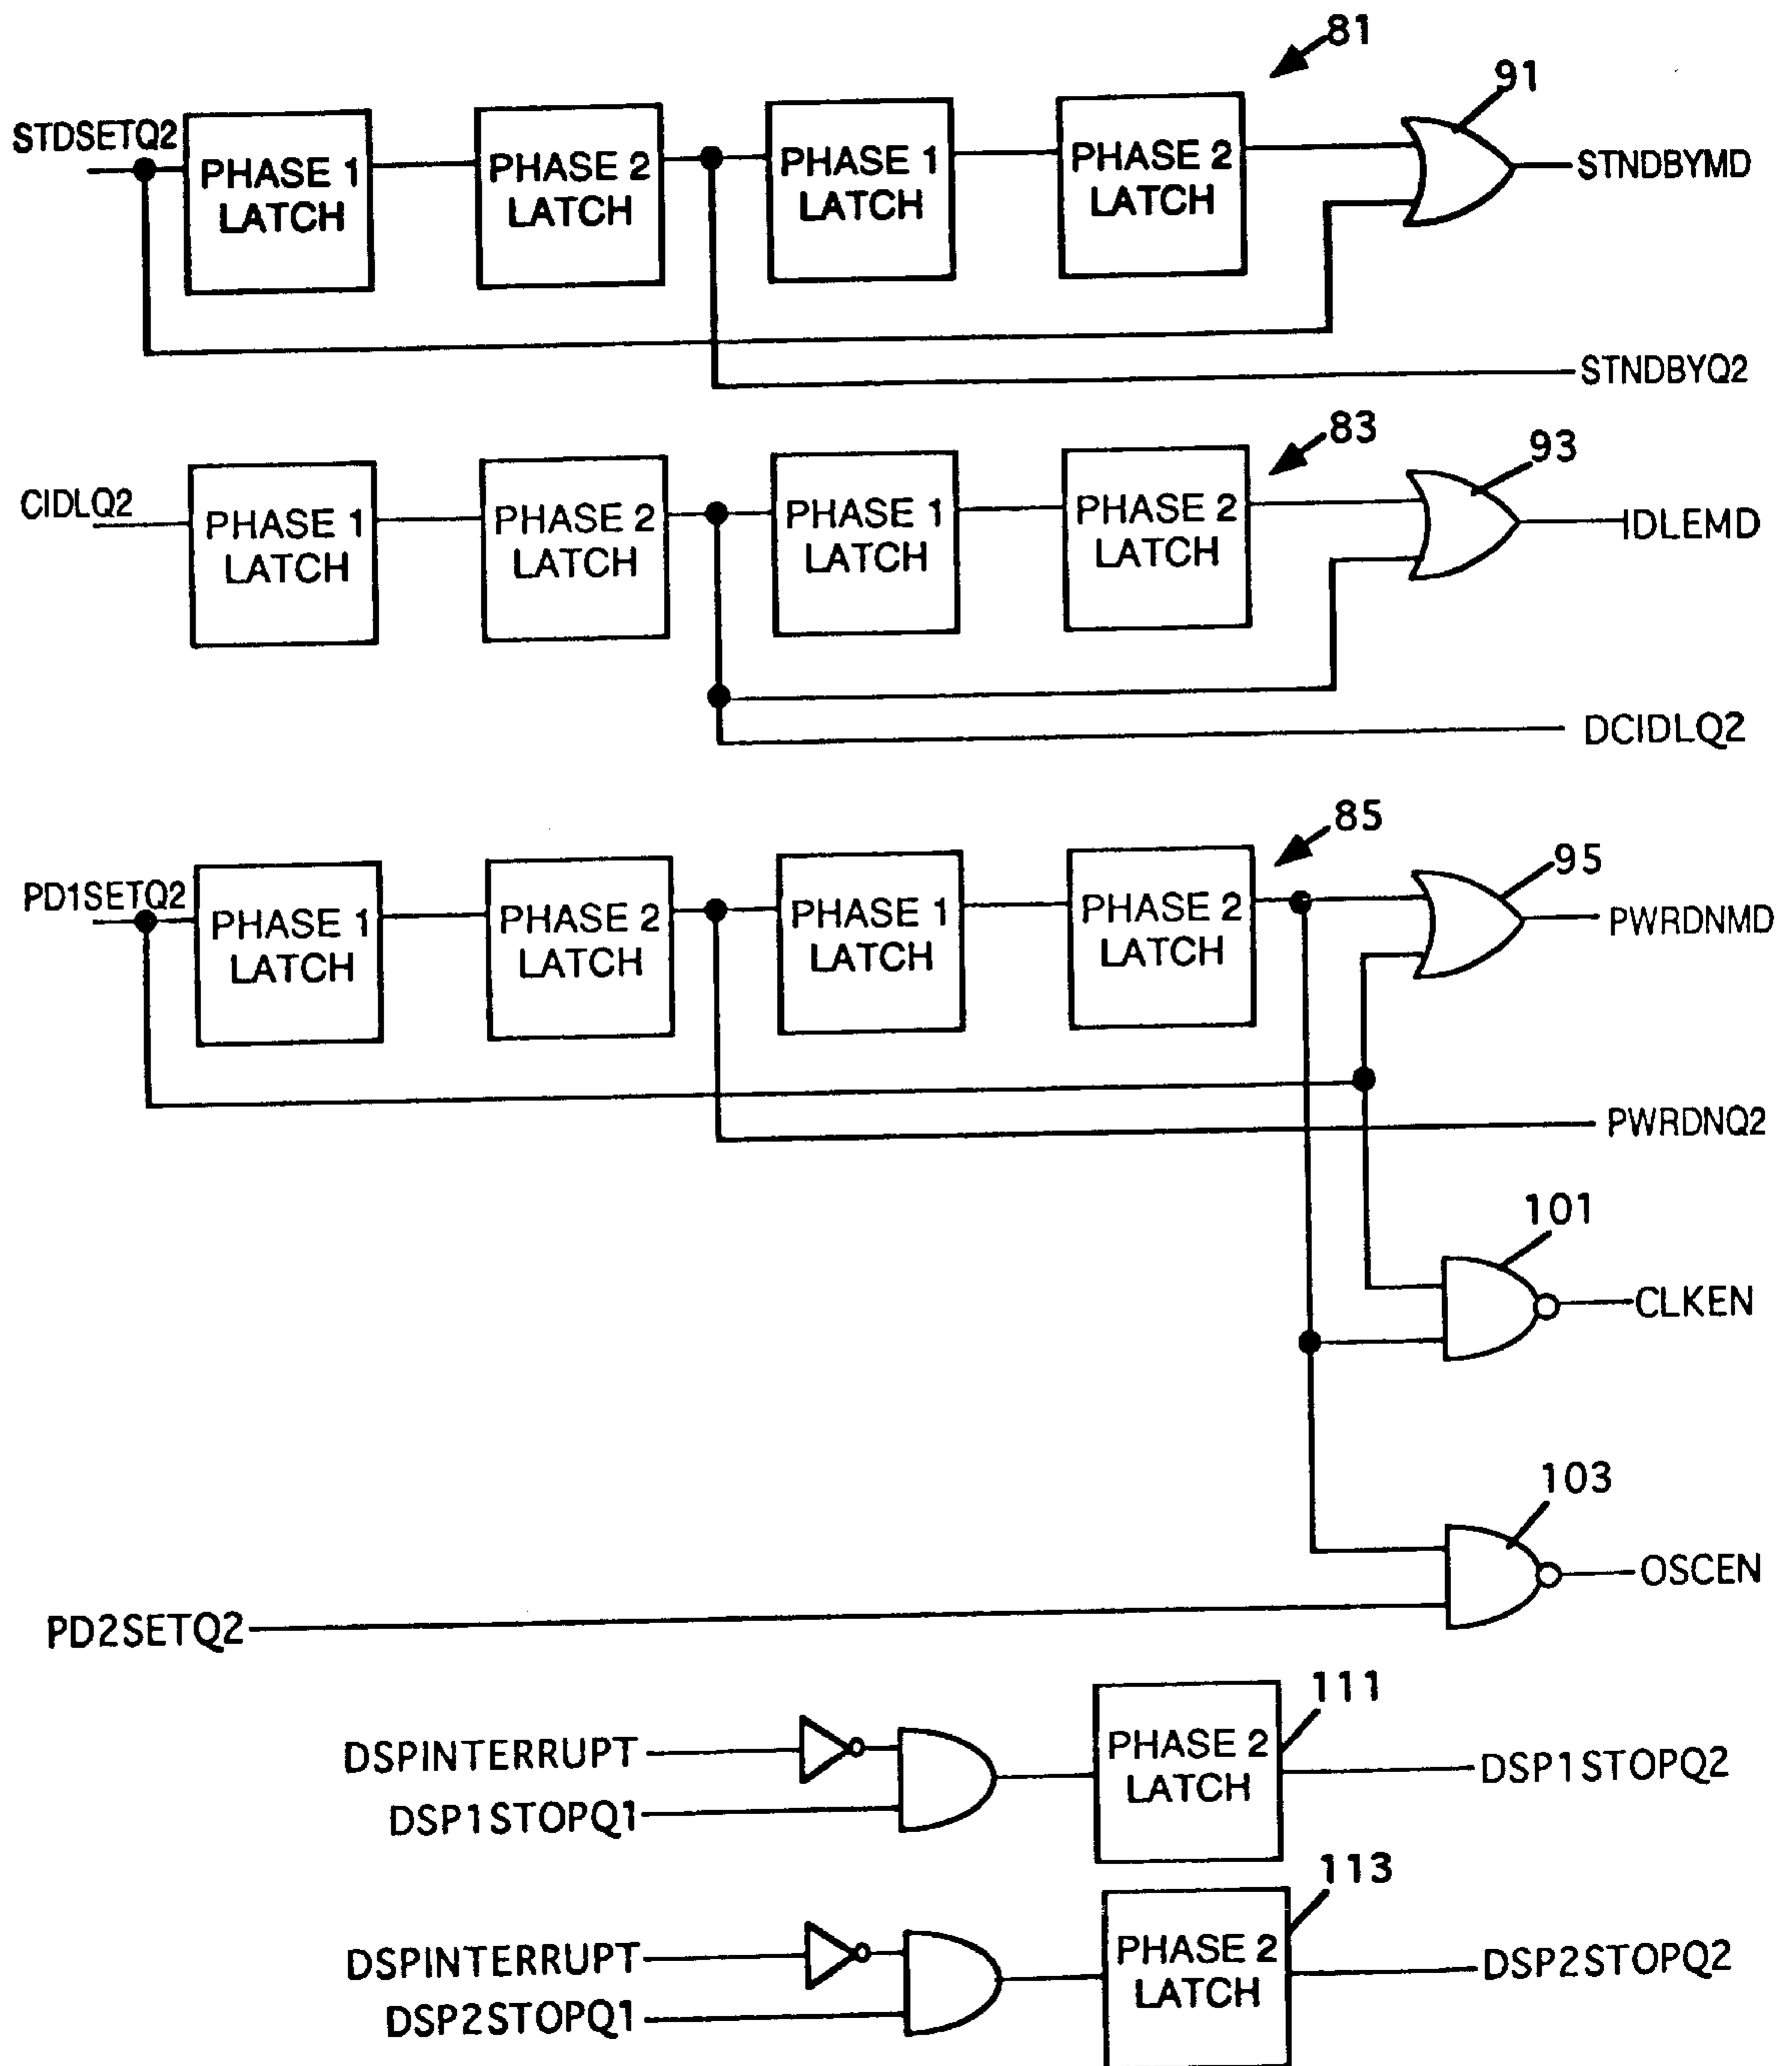 81
91
STDSETQ2
PHASE 1
LATCH
PHASE 2
LATCH
PHASE 1
LATCH
PHASE 2
LATCH
STNDBYMD
STNDBYQ2
83
93
CIDLQ2
PHASE 1
LATCH
PHASE 2
LATCH
PHASE 1
LATCH
PHASE 2
LATCH
IDLEMD
DCIDLQ2
85
95
PD1SETQ2
PHASE 1
LATCH
PHASE 2
LATCH
PHASE 1
LATCH
PHASE 2
LATCH
PWRDNMD
PWRDNQ2
101
CLKEN
103
OSCEN
PD2SETQ2
111
DSPINTERRUPT
DSP1STOPQ1
PHASE 2
LATCH
DSP1STOPQ2
113
DSPINTERRUPT
DSP2STOPQ1
PHASE 2
LATCH
DSP2STOPQ2